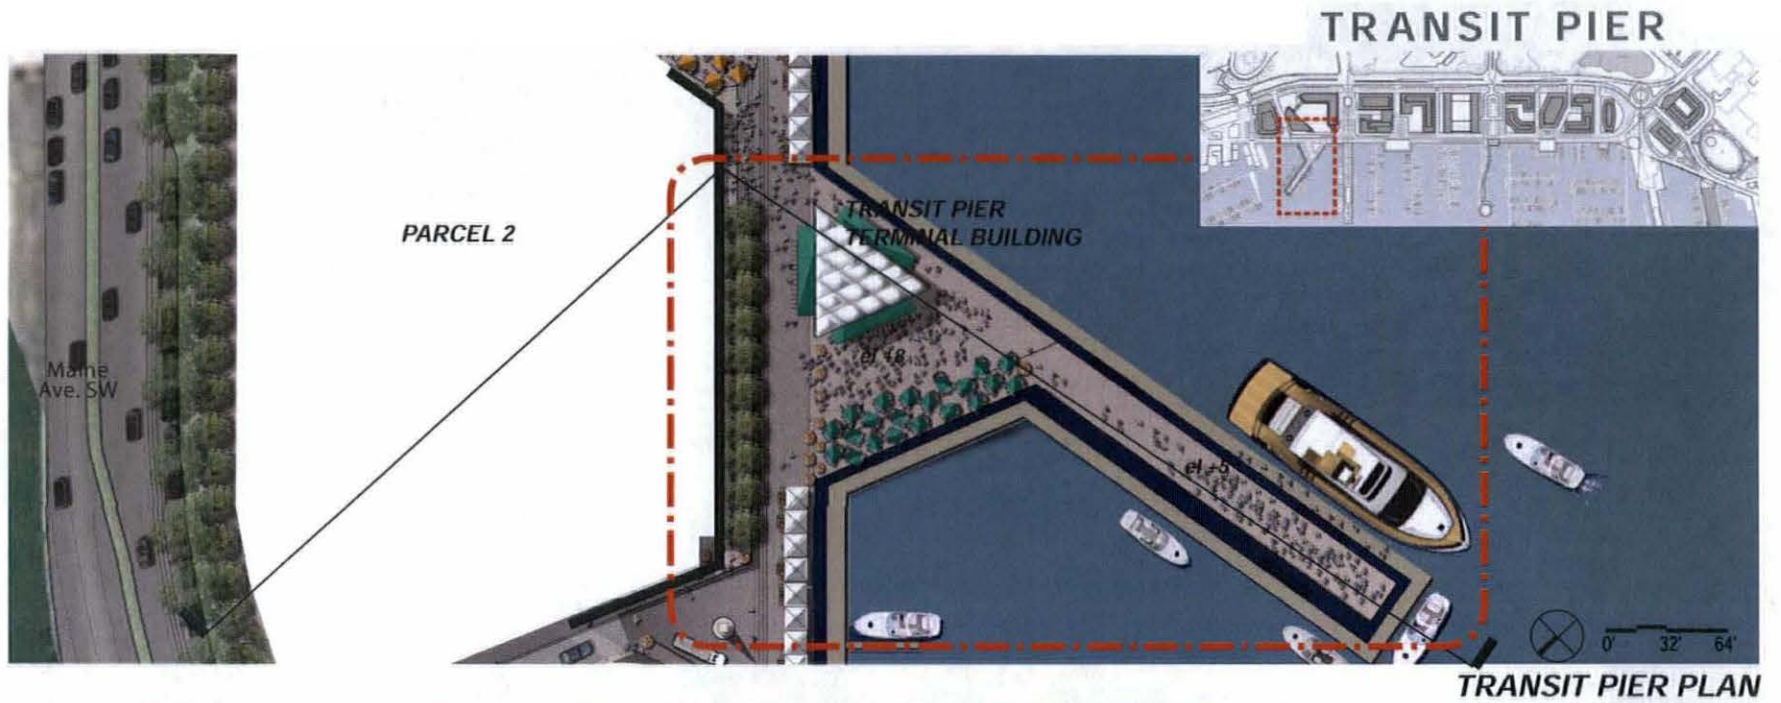 TRANSIT PIER
PARCEL 2
TRANSIT PIER
TERMINAL BUILDING
el +8
Maine
Ave. SW
el +5
0' 32' 64'
TRANSIT PIER PLAN